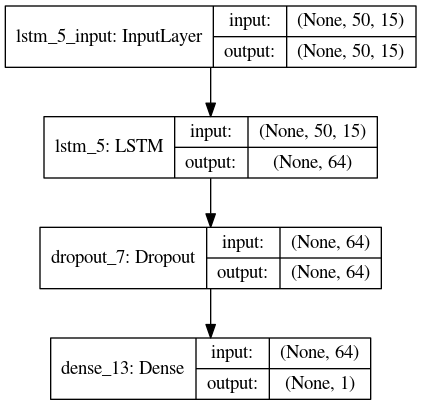 lstm_5_input: InputLayer
input: (None, 50, 15)
output: (None, 50, 15)
lstm_5: LSTM
input: (None, 50, 15)
output: (None, 64)
dropout_7: Dropout
input: (None, 64)
output: (None, 64)
dense_13: Dense
input: (None, 64)
output: (None, 1)